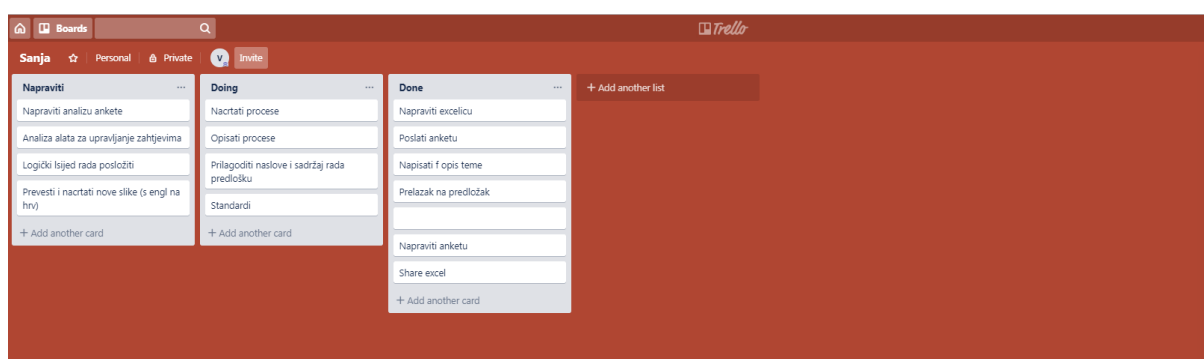 Boards
Trello
Sanja
Personal
Private
V
Invite
Napraviti
Napraviti analizu ankete
Analiza alata za upravljanje zahtjevima
Logički lsijed rada posložiti
Prevesti i nacrtati nove slike (s engl na
hrv)
+ Add another card
Doing
Nacrtati procese
Opisati procese
Prilagoditi naslove i sadržaj rada
predlošku
Standardi
+ Add another card
Done
Napraviti excelicu
Poslati anketu
Napisati f opis teme
Prelazak na predložak
Napraviti anketu
Share excel
+ Add another card
+ Add another list